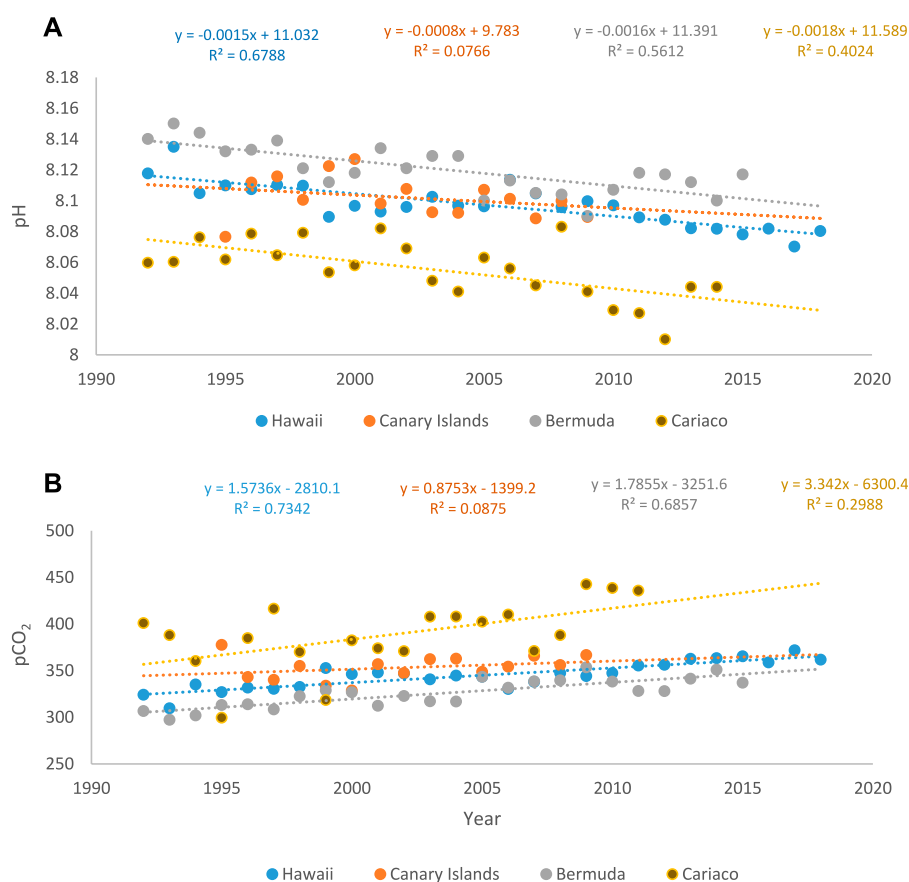 A
y = -0.0015x + 11.032 y = -0.0008x + 9.783 y = -0.0016x + 11.391 y = -0.0018x + 11.589
R² = 0.6788 R² = 0.0766 R² = 0.5612 R² = 0.4024
8.18
8.16
8.14
8.12
8.1
8.08
8.06
8.04
8.02
8
pH
1990 1995 2000 2005 2010 2015 2020
Hawaii Canary Islands Bermuda Cariaco
B
y = 1.5736x - 2810.1 y = 0.8753x - 1399.2 y = 1.7855x - 3251.6 y = 3.342x - 6300.4
R² = 0.7342 R² = 0.0875 R² = 0.6857 R² = 0.2988
500
450
400
350
300
250
pCO₂
1990 1995 2000 2005 2010 2015 2020
Year
Hawaii Canary Islands Bermuda Cariaco